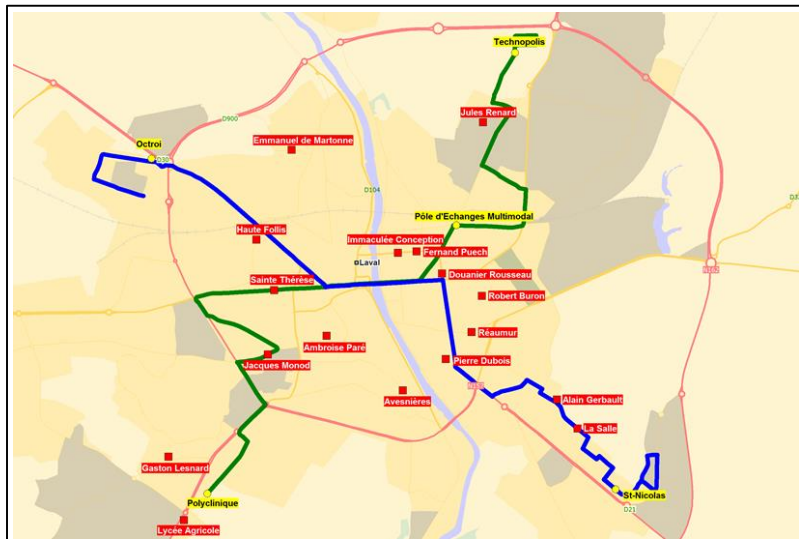 Technopolis
Jules Renard
D900
Octroi
Emmanuel de Martonne
D30
D104
Pôle d'Echanges Multimodal
Haute Follis
Immaculée Conception
Fernand Puech
Laval
Douanier Rousseau
N162
Sainte Thérèse
Robert Buron
Réaumur
Ambroise Paré
Jacques Monod
Pierre Dubois
Avesnières
Alain Gerbault
La Salle
Gaston Lesnard
Polyclinique
St-Nicolas
D21
Lycée Agricole